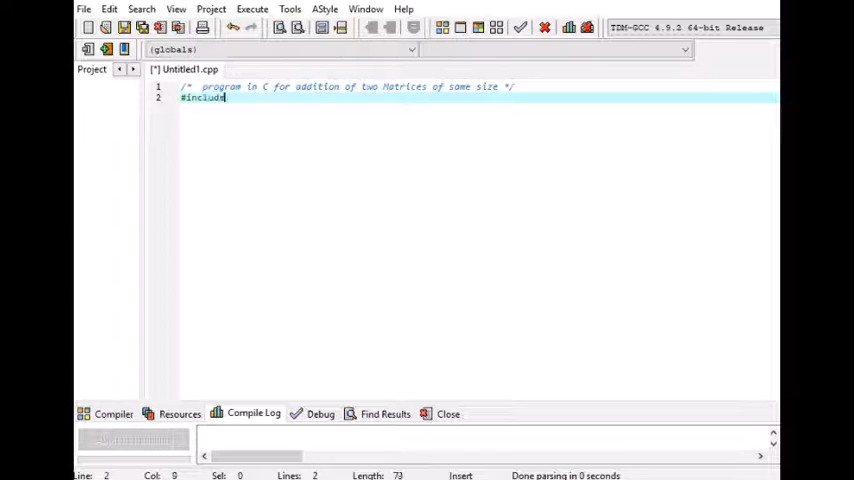 File Edit Search View Project Execute Tools AStyle Window Help
TDM-GCC 4.9.2 64-bit Release
(globals)
Project [*] Untitled1.cpp
1 /* program in C for addition of two Matrices of same size */
2 #include
Compiler Resources Compile Log Debug Find Results Close
Line: 2 Col: 9 Sel: 0 Lines: 2 Length: 73 Insert Done parsing in 0 seconds